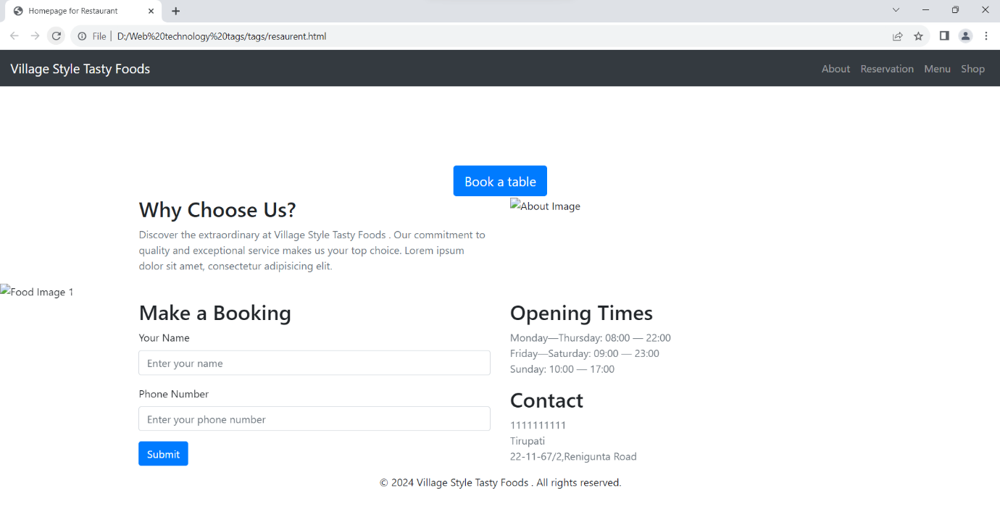 Homepage for Restaurant
File | D:/Web%20technology%20tags/tags/resaurent.html
Village Style Tasty Foods
About Reservation Menu Shop
Book a table
Why Choose Us?
Discover the extraordinary at Village Style Tasty Foods . Our commitment to
quality and exceptional service makes us your top choice. Lorem ipsum
dolor sit amet, consectetur adipisicing elit.
About Image
Food Image 1
Make a Booking
Your Name
Enter your name
Phone Number
Enter your phone number
Submit
Opening Times
Monday—Thursday: 08:00 — 22:00
Friday—Saturday: 09:00 — 23:00
Sunday: 10:00 — 17:00
Contact
1111111111
Tirupati
22-11-67/2,Renigunta Road
© 2024 Village Style Tasty Foods . All rights reserved.